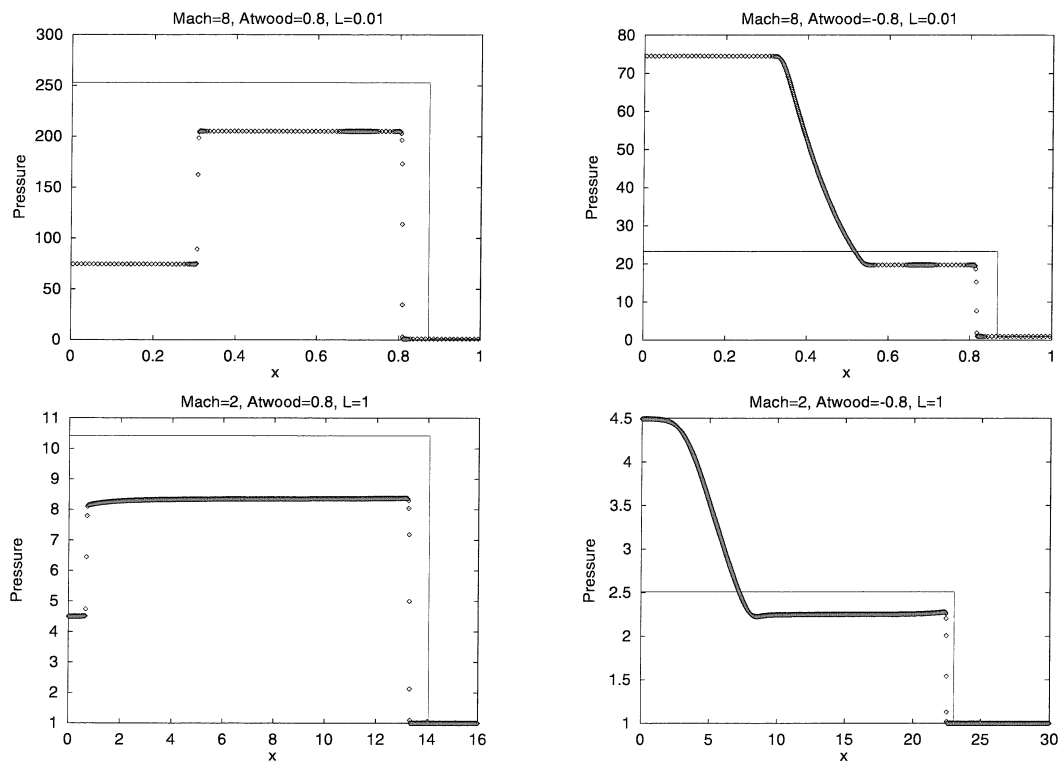 Mach=8, Atwood=0.8, L=0.01
300
250
200
150
100
50
0
Pressure
0 0.2 0.4 0.6 0.8 1
x
Mach=8, Atwood=-0.8, L=0.01
80
70
60
50
40
30
20
10
0
Pressure
0 0.2 0.4 0.6 0.8 1
x
Mach=2, Atwood=0.8, L=1
11
10
9
8
7
6
5
4
3
2
1
Pressure
0 2 4 6 8 10 12 14 16
x
Mach=2, Atwood=-0.8, L=1
4.5
4
3.5
3
2.5
2
1.5
1
Pressure
0 5 10 15 20 25 30
x